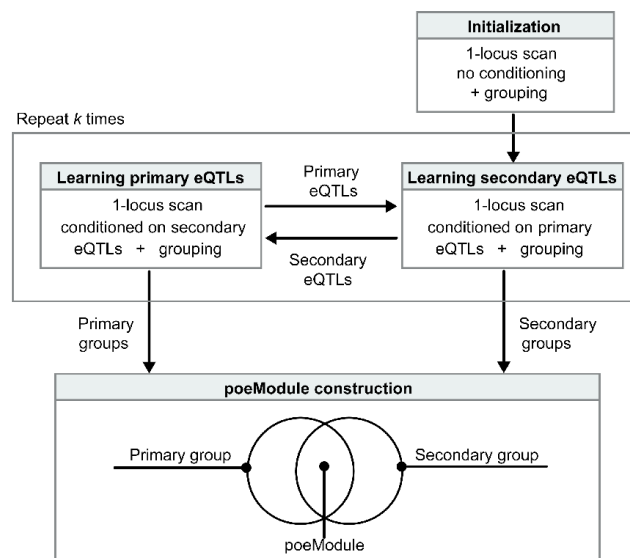 Initialization
1-locus scan
no conditioning
+ grouping
Repeat k times
Learning primary eQTLs
1-locus scan
conditioned on secondary
eQTLs + grouping
Primary
eQTLs
Secondary
eQTLs
Learning secondary eQTLs
1-locus scan
conditioned on primary
eQTLs + grouping
Primary
groups
Secondary
groups
poeModule construction
Primary group
Secondary group
poeModule